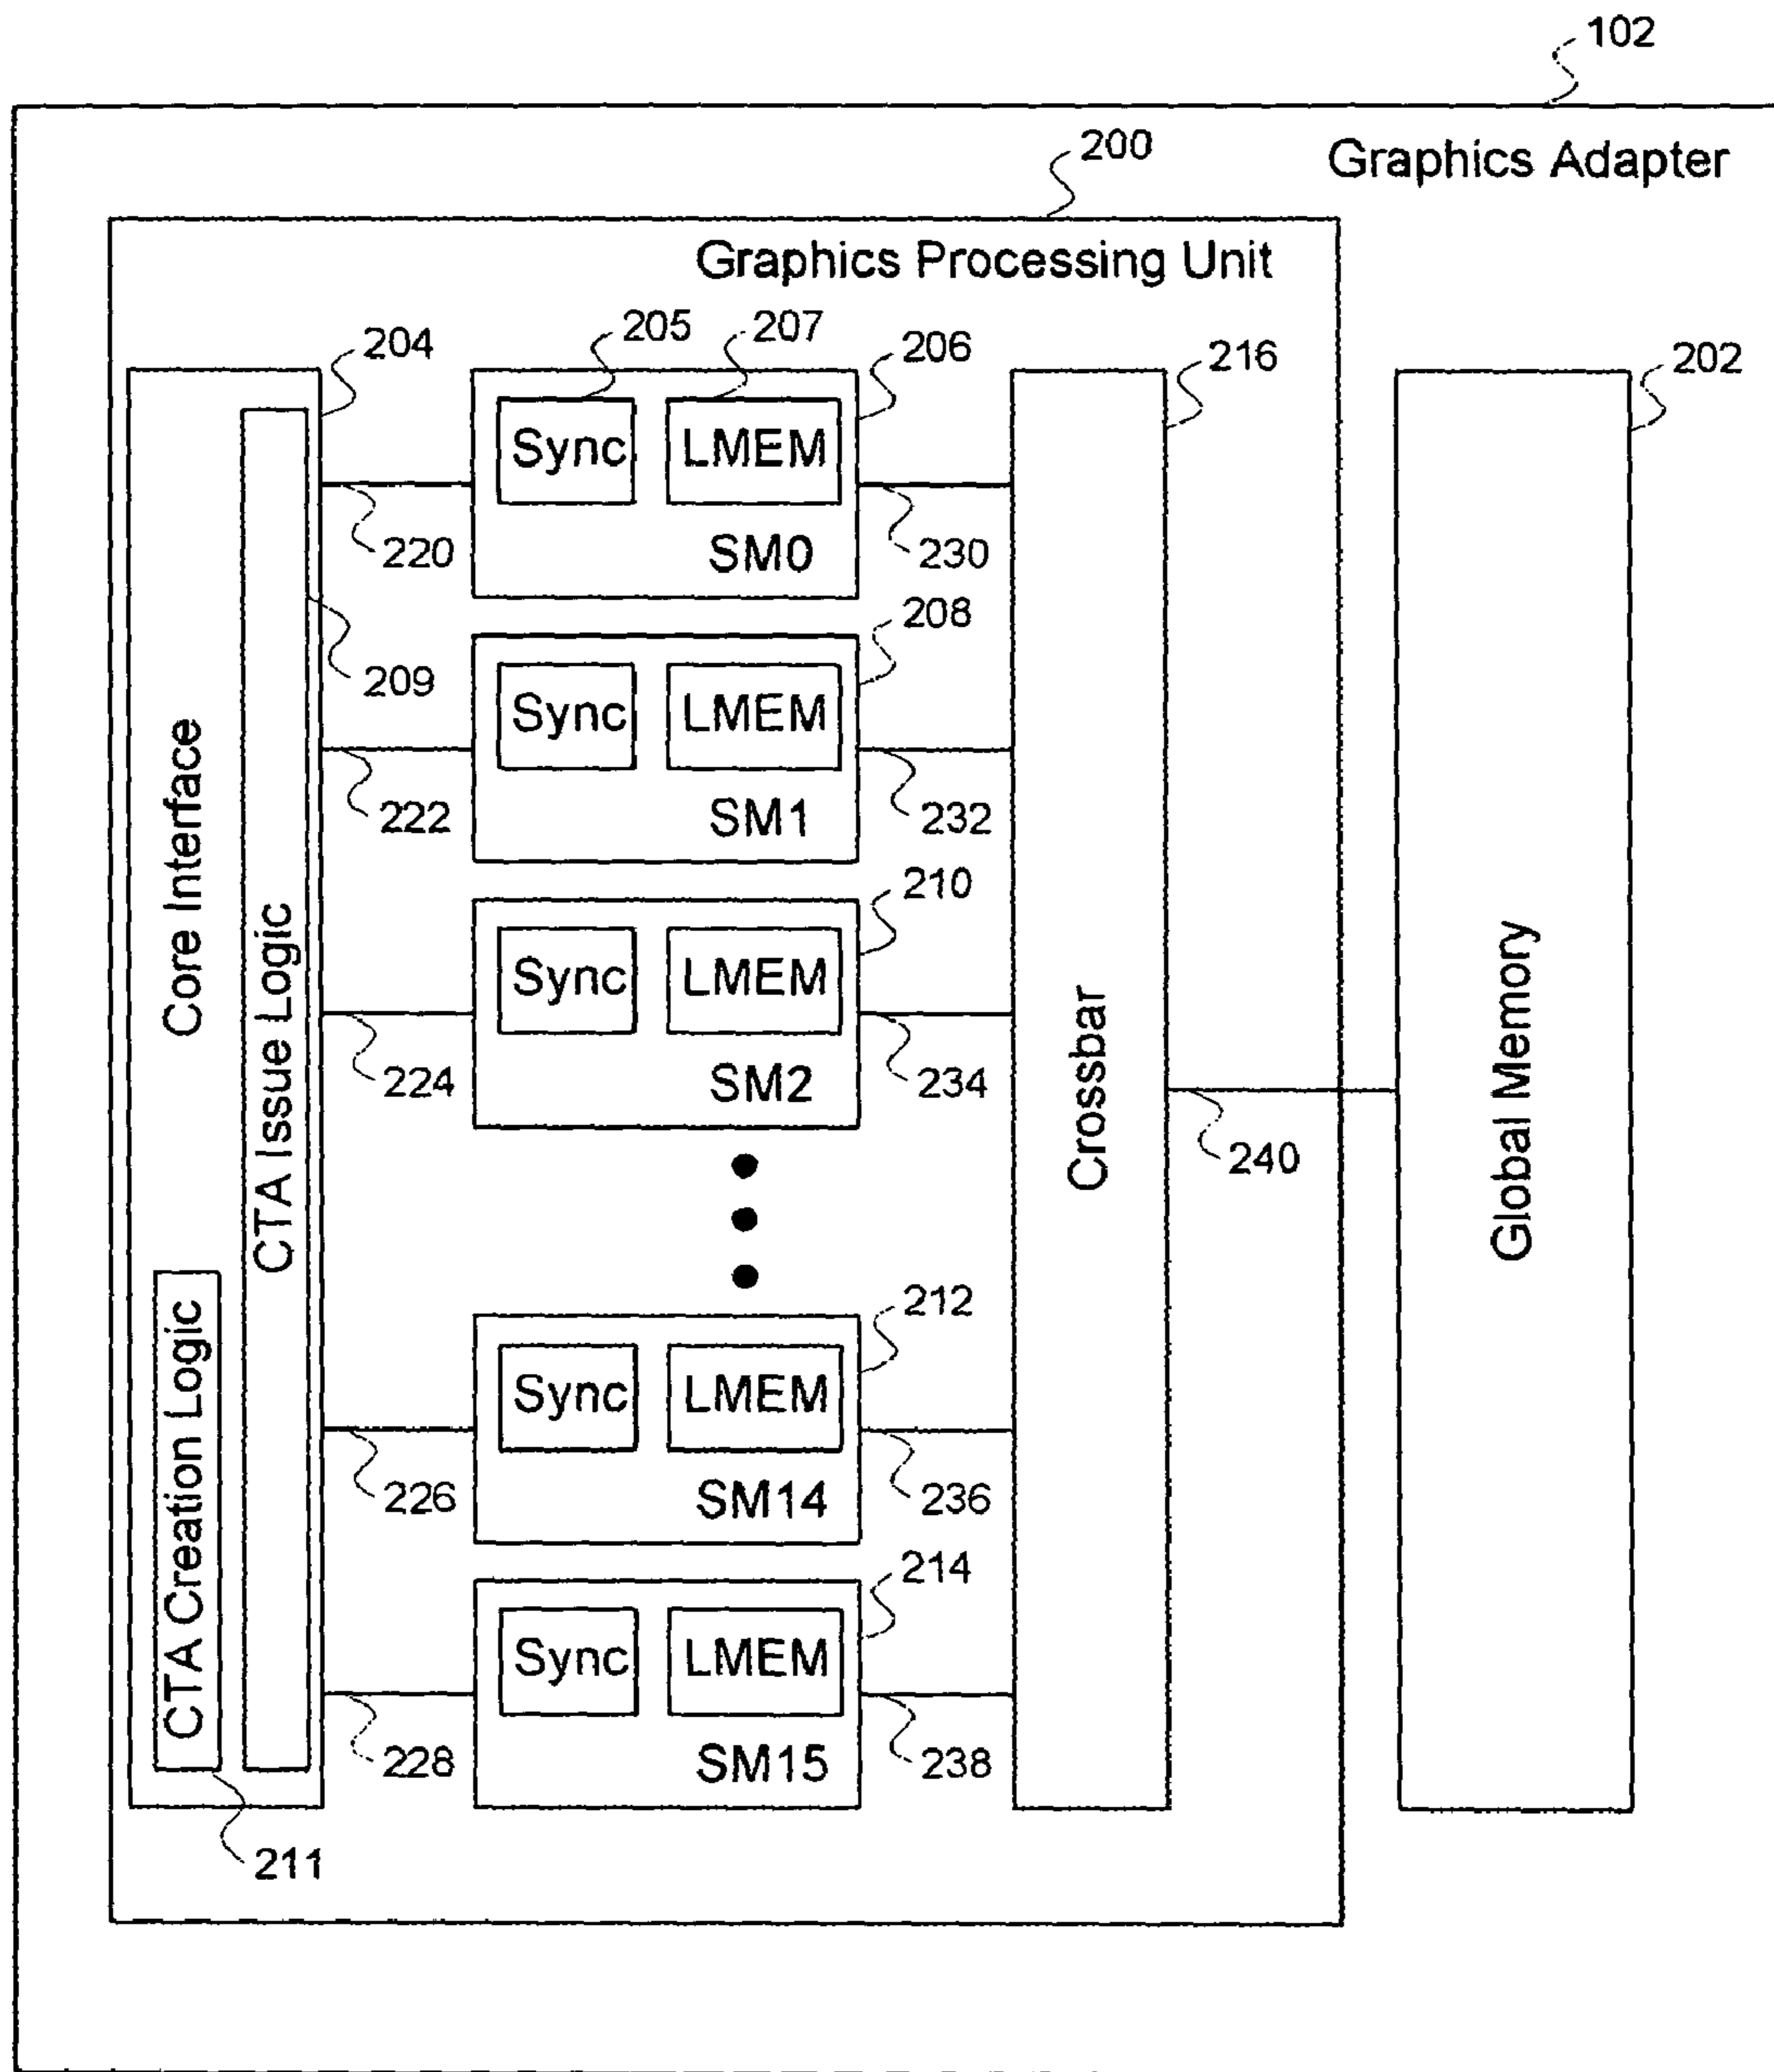 102
Graphics Adapter
200
Graphics Processing Unit
204
205
207
206
216
202
Sync
LMEM
SM0
220
230
209
208
Sync
LMEM
SM1
222
232
210
Sync
LMEM
SM2
224
234
Core Interface
CTA Issue Logic
CTA Creation Logic
Crossbar
240
Global Memory
212
Sync
LMEM
SM14
226
236
214
Sync
LMEM
SM15
228
238
211